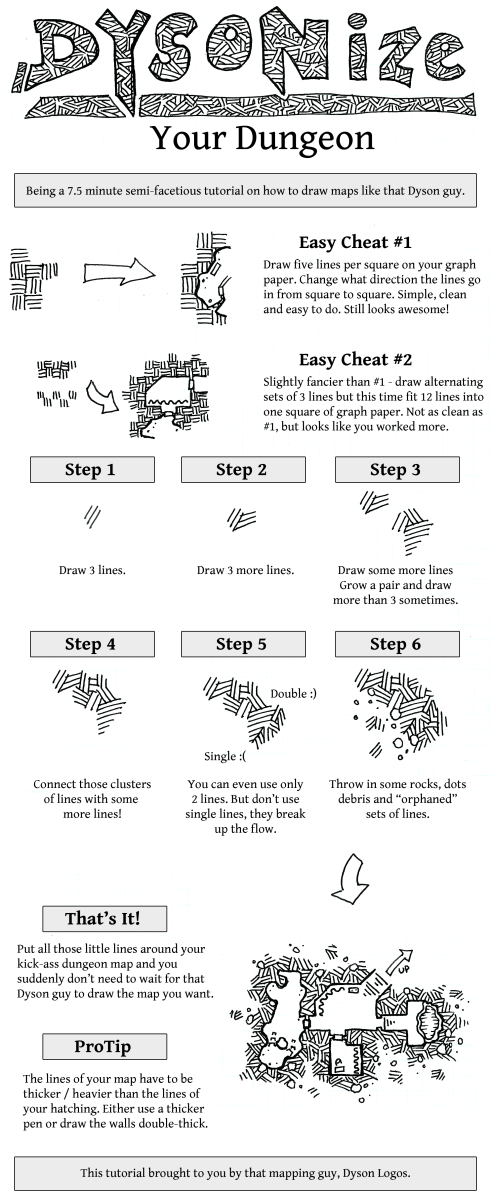 DYSONize
Your Dungeon
Being a 7.5 minute semi-facetious tutorial on how to draw maps like that Dyson guy.
Easy Cheat #1
Draw five lines per square on your graph
paper. Change what direction the lines go
in from square to square. Simple, clean
and easy to do. Still looks awesome!
Easy Cheat #2
Slightly fancier than #1 - draw alternating
sets of 3 lines but this time fit 12 lines into
one square of graph paper. Not as clean as
#1, but looks like you worked more.
Step 1
Draw 3 lines.
Step 2
Draw 3 more lines.
Step 3
Draw some more lines
Grow a pair and draw
more than 3 sometimes.
Step 4
Connect those clusters
of lines with some
more lines!
Step 5
Double :)
Single :(
You can even use only
2 lines. But don't use
single lines, they break
up the flow.
Step 6
Throw in some rocks, dots
debris and “orphaned”
sets of lines.
That's It!
Put all those little lines around your
kick-ass dungeon map and you
suddenly don't need to wait for that
Dyson guy to draw the map you want.
UP
ProTip
The lines of your map have to be
thicker / heavier than the lines of
your hatching. Either use a thicker
pen or draw the walls double-thick.
This tutorial brought to you by that mapping guy, Dyson Logos.